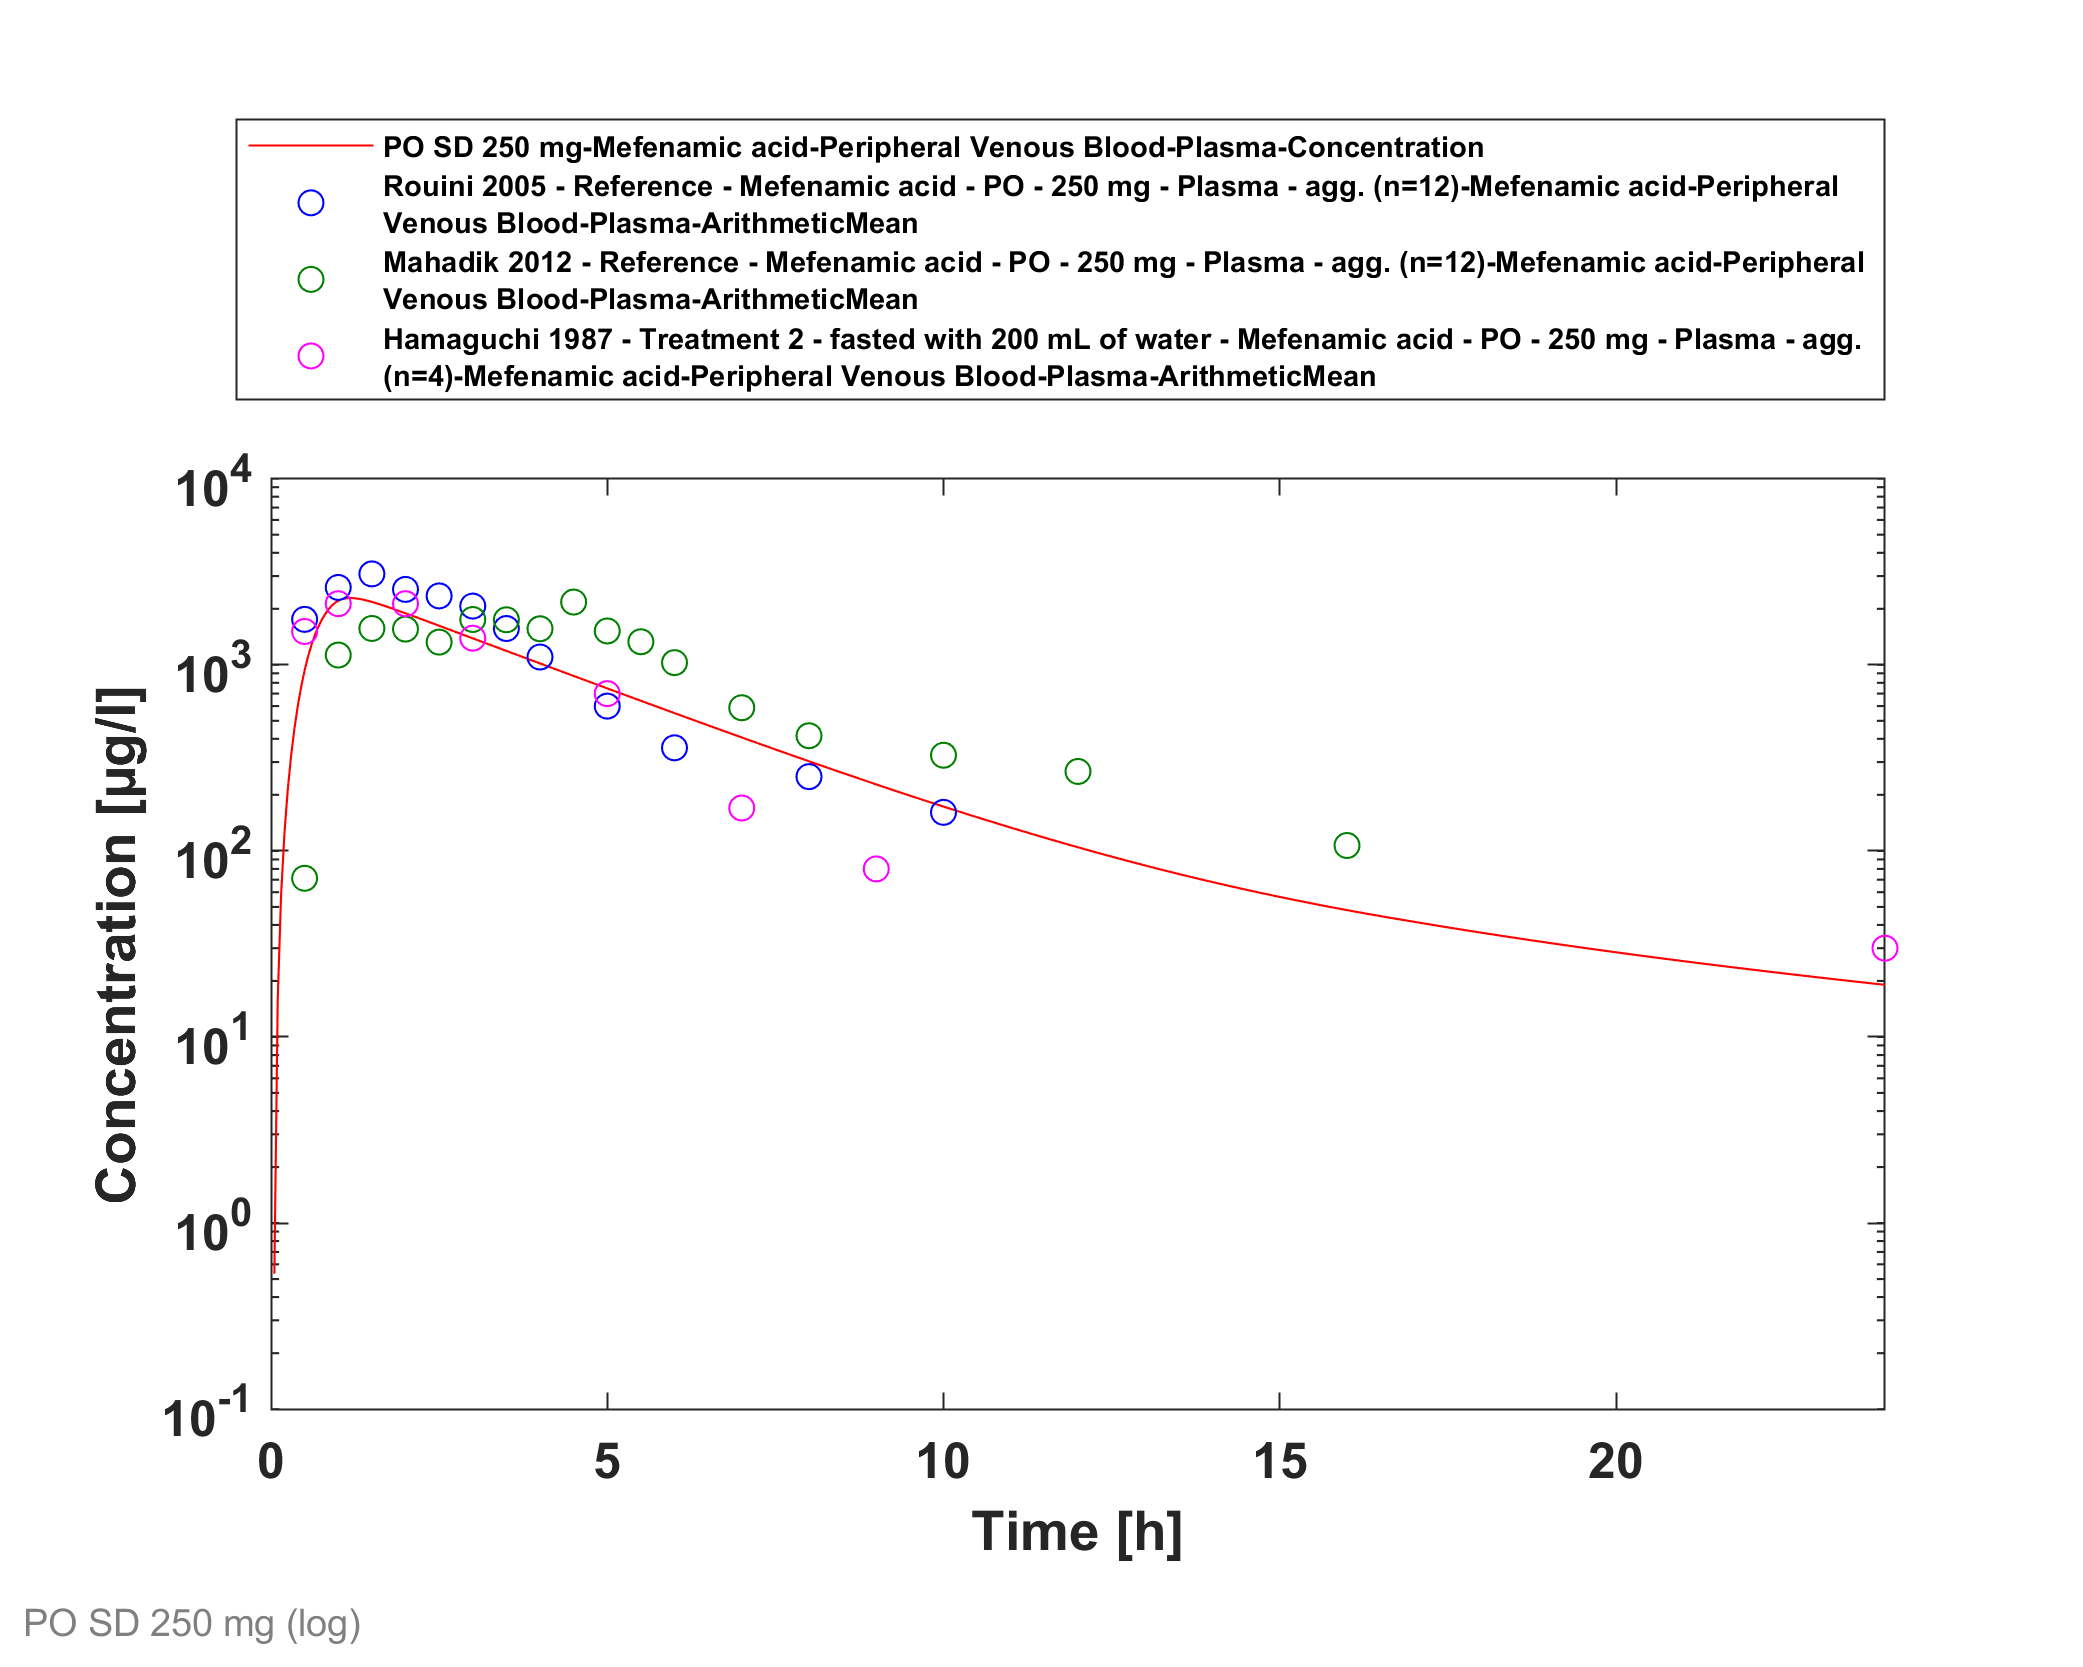 PO SD 250 mg-Mefenamic acid-Peripheral Venous Blood-Plasma-Concentration
Rouini 2005 - Reference - Mefenamic acid - PO - 250 mg - Plasma - agg. (n=12)-Mefenamic acid-Peripheral
Venous Blood-Plasma-ArithmeticMean
Mahadik 2012 - Reference - Mefenamic acid - PO - 250 mg - Plasma - agg. (n=12)-Mefenamic acid-Peripheral
Venous Blood-Plasma-ArithmeticMean
Hamaguchi 1987 - Treatment 2 - fasted with 200 mL of water - Mefenamic acid - PO - 250 mg - Plasma - agg.
(n=4)-Mefenamic acid-Peripheral Venous Blood-Plasma-ArithmeticMean
10^4
10^3
10^2
10^1
10^0
10^-1
Concentration [µg/l]
0 5 10 15 20
Time [h]
PO SD 250 mg (log)